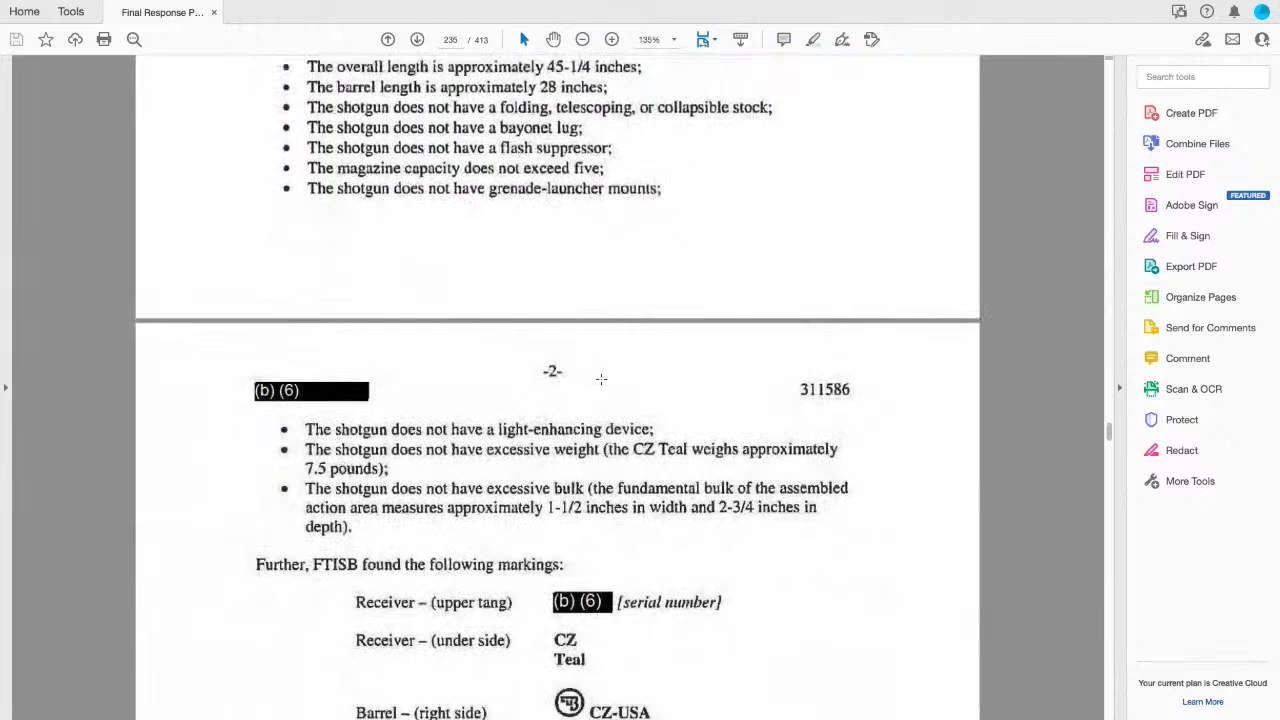 Home
Tools
Final Response P...
235 / 413
135%
Search tools
• The overall length is approximately 45-1/4 inches;
• The barrel length is approximately 28 inches;
• The shotgun does not have a folding, telescoping, or collapsible stock;
• The shotgun does not have a bayonet lug;
• The shotgun does not have a flash suppressor;
• The magazine capacity does not exceed five;
• The shotgun does not have grenade-launcher mounts;
-2-
(b) (6)
311586
• The shotgun does not have a light-enhancing device;
• The shotgun does not have excessive weight (the CZ Teal weighs approximately
7.5 pounds);
• The shotgun does not have excessive bulk (the fundamental bulk of the assembled
action area measures approximately 1-1/2 inches in width and 2-3/4 inches in
depth).
Further, FTISB found the following markings:
Receiver – (upper tang) (b) (6) [serial number]
Receiver – (under side) CZ
Teal
Barrel – (right side) CZ-USA
Create PDF
Combine Files
Edit PDF
FEATURED
Adobe Sign
Fill & Sign
Export PDF
Organize Pages
Send for Comments
Comment
Scan & OCR
Protect
Redact
More Tools
Your current plan is Creative Cloud
Learn More